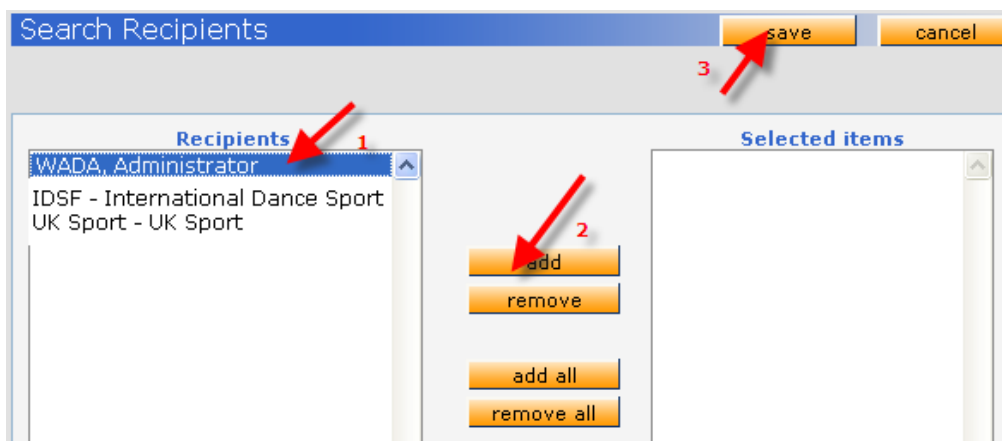 Search Recipients
save
cancel
3
Recipients
1
Selected items
WADA, Administrator
IDSF - International Dance Sport
UK Sport - UK Sport
2
add
remove
add all
remove all